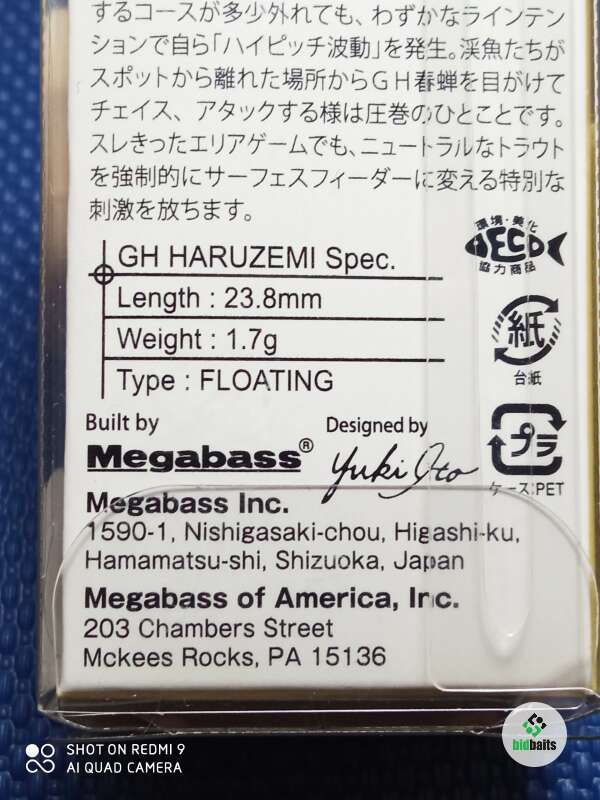 するコースが多少外れても、わずかなラインテン
ションで自ら「ハイピッチ波動」を発生。渓魚たちが
スポットから離れた場所からGH春蝉を目がけて
チェイス、アタックする様は圧巻のひとことです。
スレきったエリアゲームでも、ニュートラルなトラウト
を強制的にサーフェスフィーダーに変える特別な
刺激を放ちます。
環境・美化
ECO
協力商品
GH HARUZEMI Spec.
Length : 23.8mm
Weight : 1.7g
Type : FLOATING
紙
台紙
プラ
ケース:PET
Built by
Designed by
Megabass®
Yuki Ito
Megabass Inc.
1590-1, Nishigasaki-chou, Higashi-ku,
Hamamatsu-shi, Shizuoka, Japan
Megabass of America, Inc.
203 Chambers Street
Mckees Rocks, PA 15136
SHOT ON REDMI 9
AI QUAD CAMERA
bidbaits